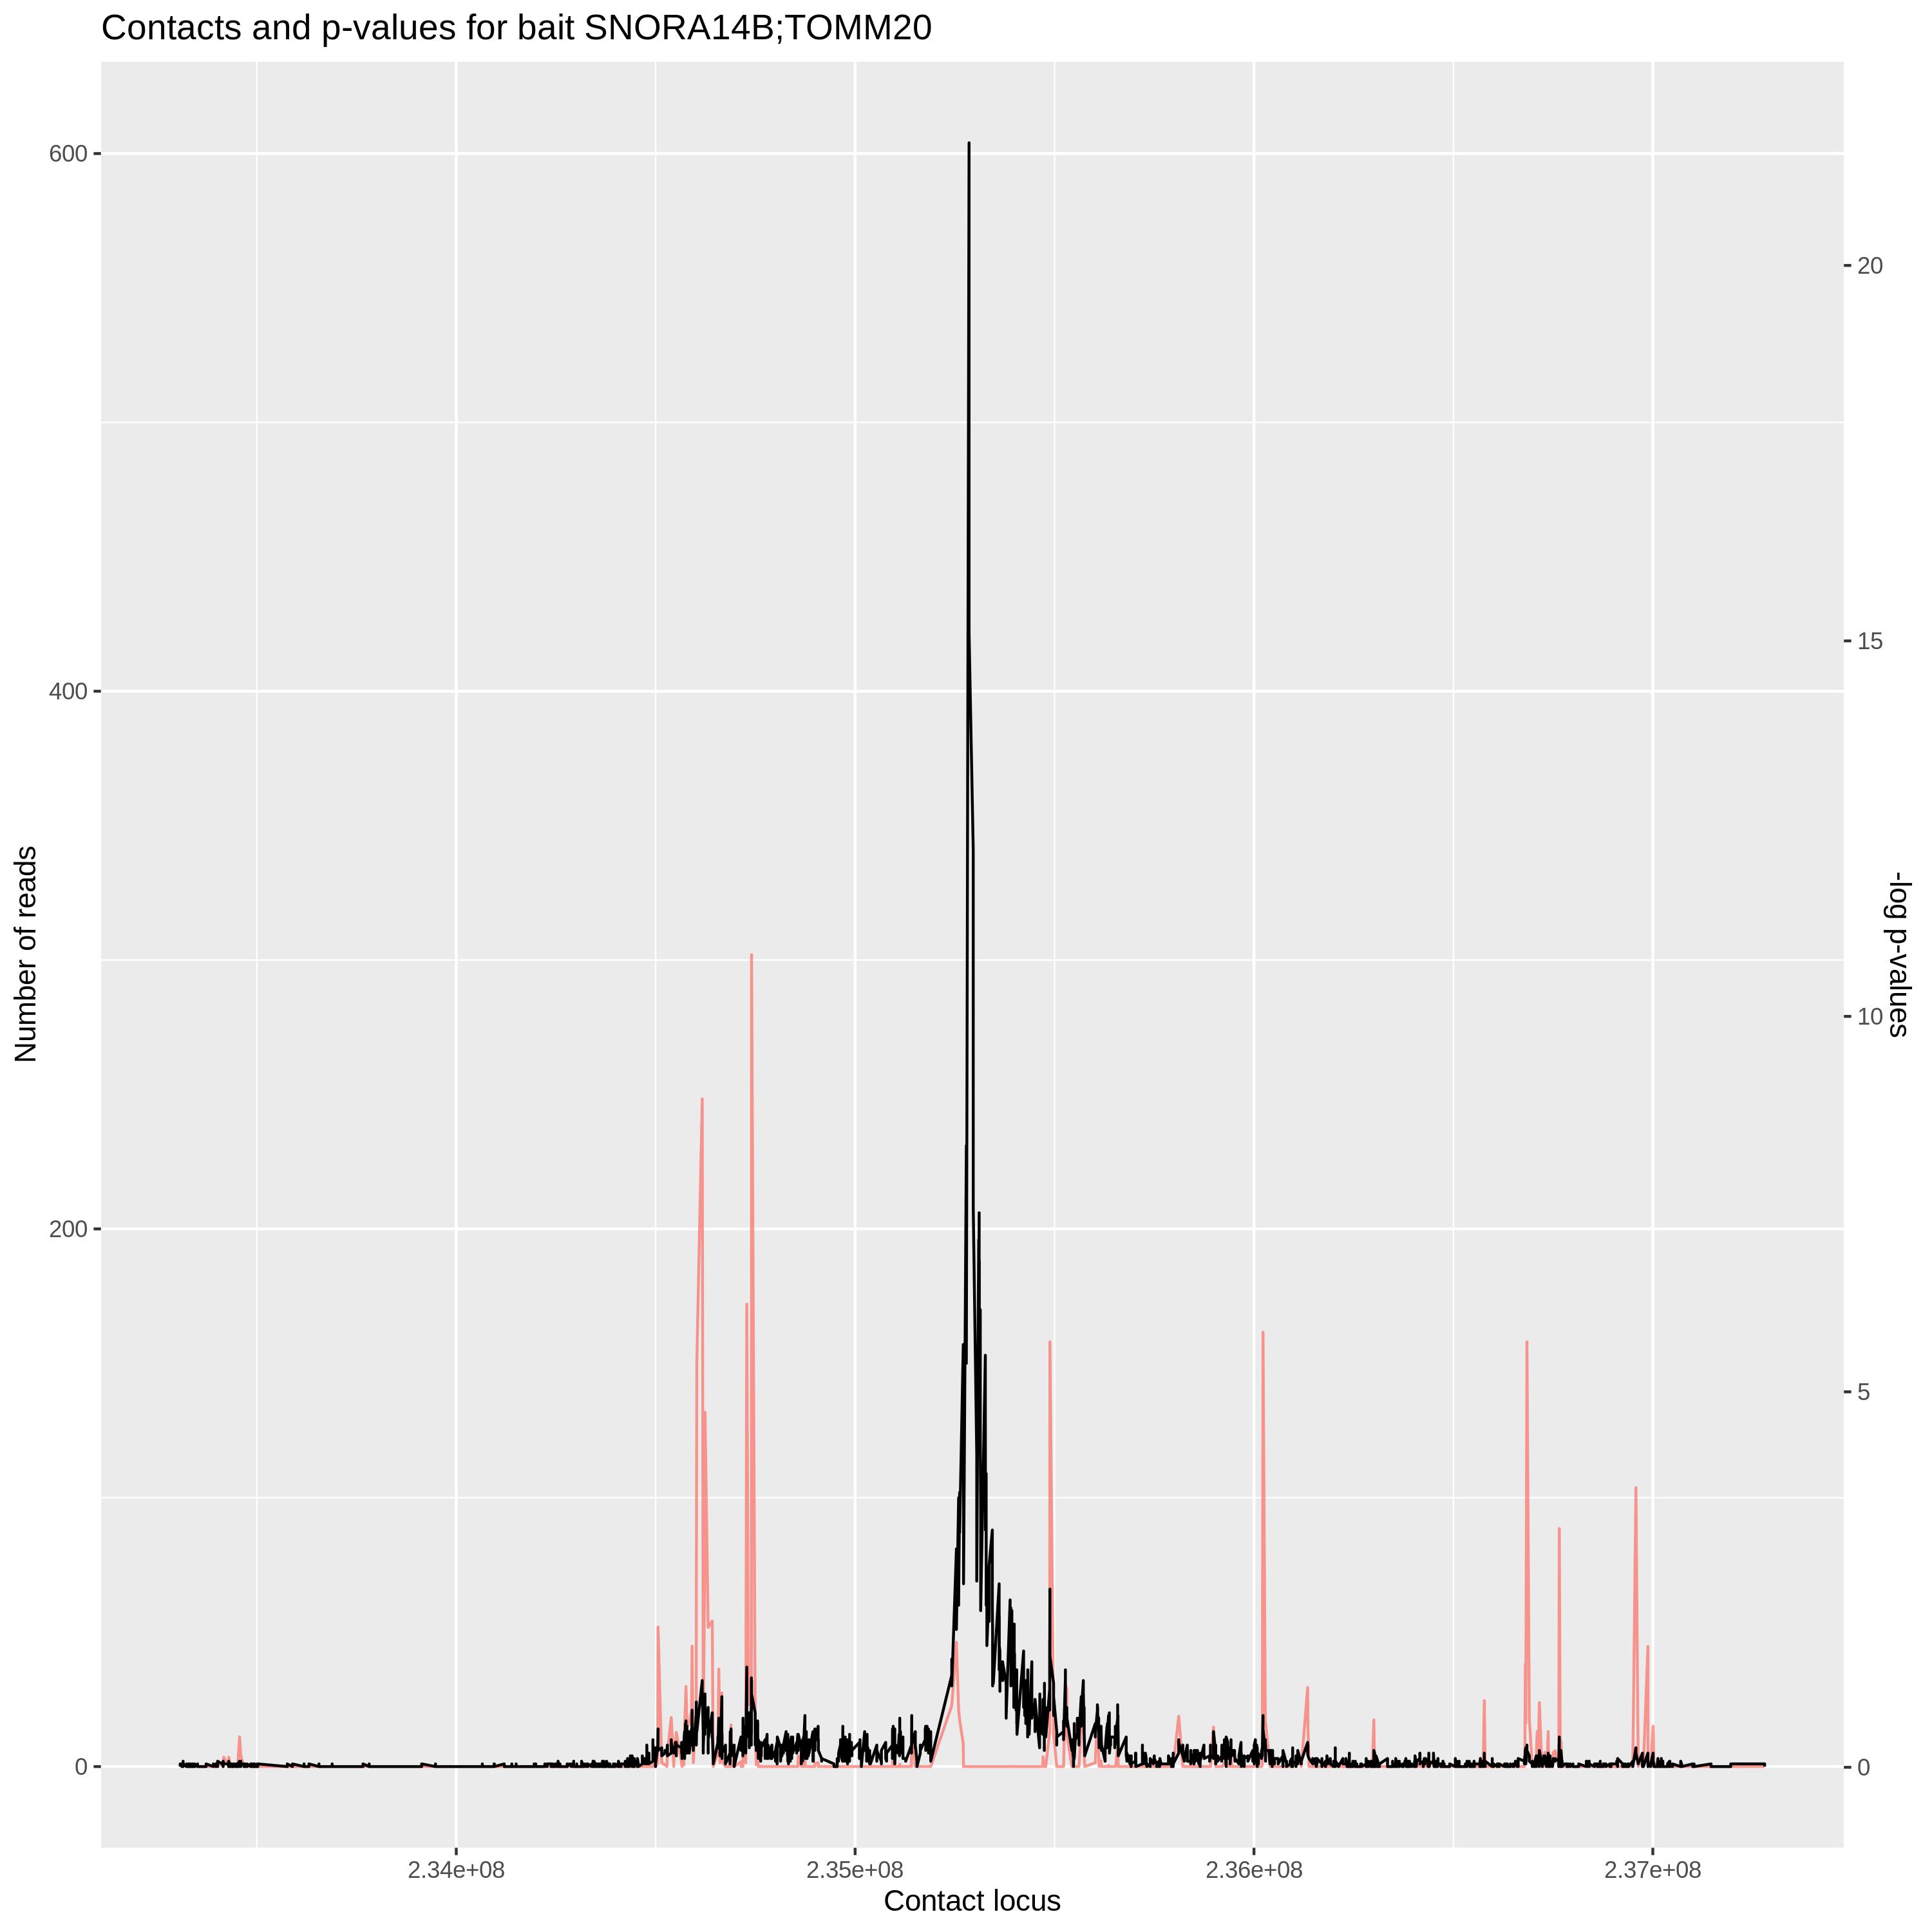 Contacts and p-values for bait SNORA14B;TOMM20
600
400
200
0
Number of reads
20
15
10
5
0
-log p-values
2.34e+08
2.35e+08
2.36e+08
2.37e+08
Contact locus